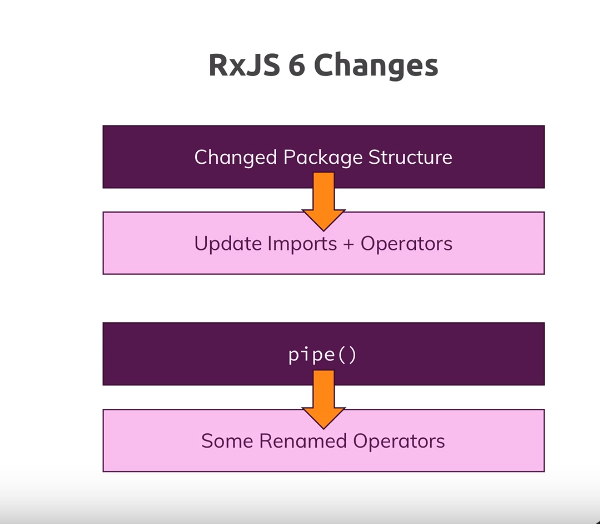 RxJS 6 Changes
Changed Package Structure
Update Imports + Operators
pipe()
Some Renamed Operators